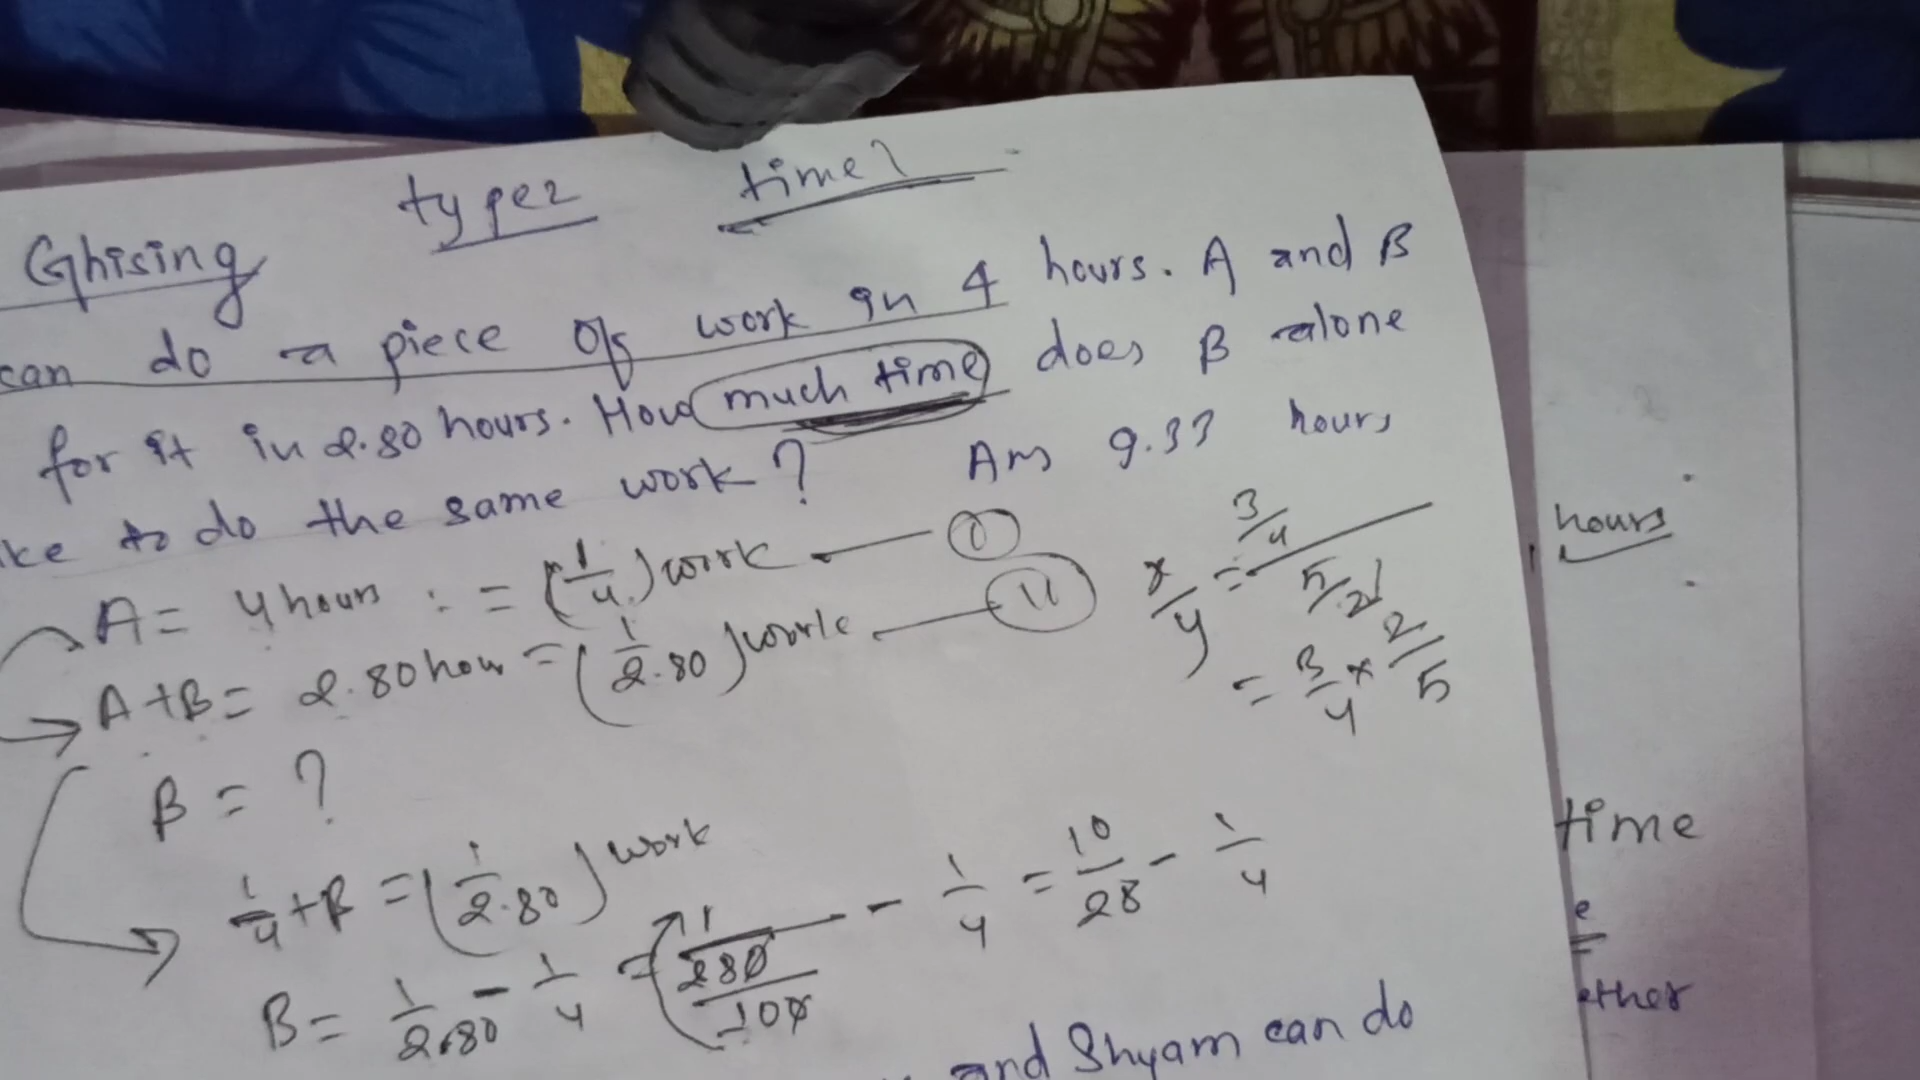 type2 time?
Ghising
can do a piece of work in 4 hours. A and B
for it in 2.80 hours. How much time does B alone
ke to do the same work? Ans 9.33 hours
A = 4 hours : = (1/4) work — (I)
A+B = 2.80 hour = (1/2.80) work — (II)
B = ?
1/4 + B = (1/2.80) work
B = 1/2.80 - 1/4 = (1/(280/100) - 1/4 = 10/28 - 1/4
x/y = (3/4)/(5/2)
= 3/4 × 2/5
and Shyam can do
hours
time
e
ether